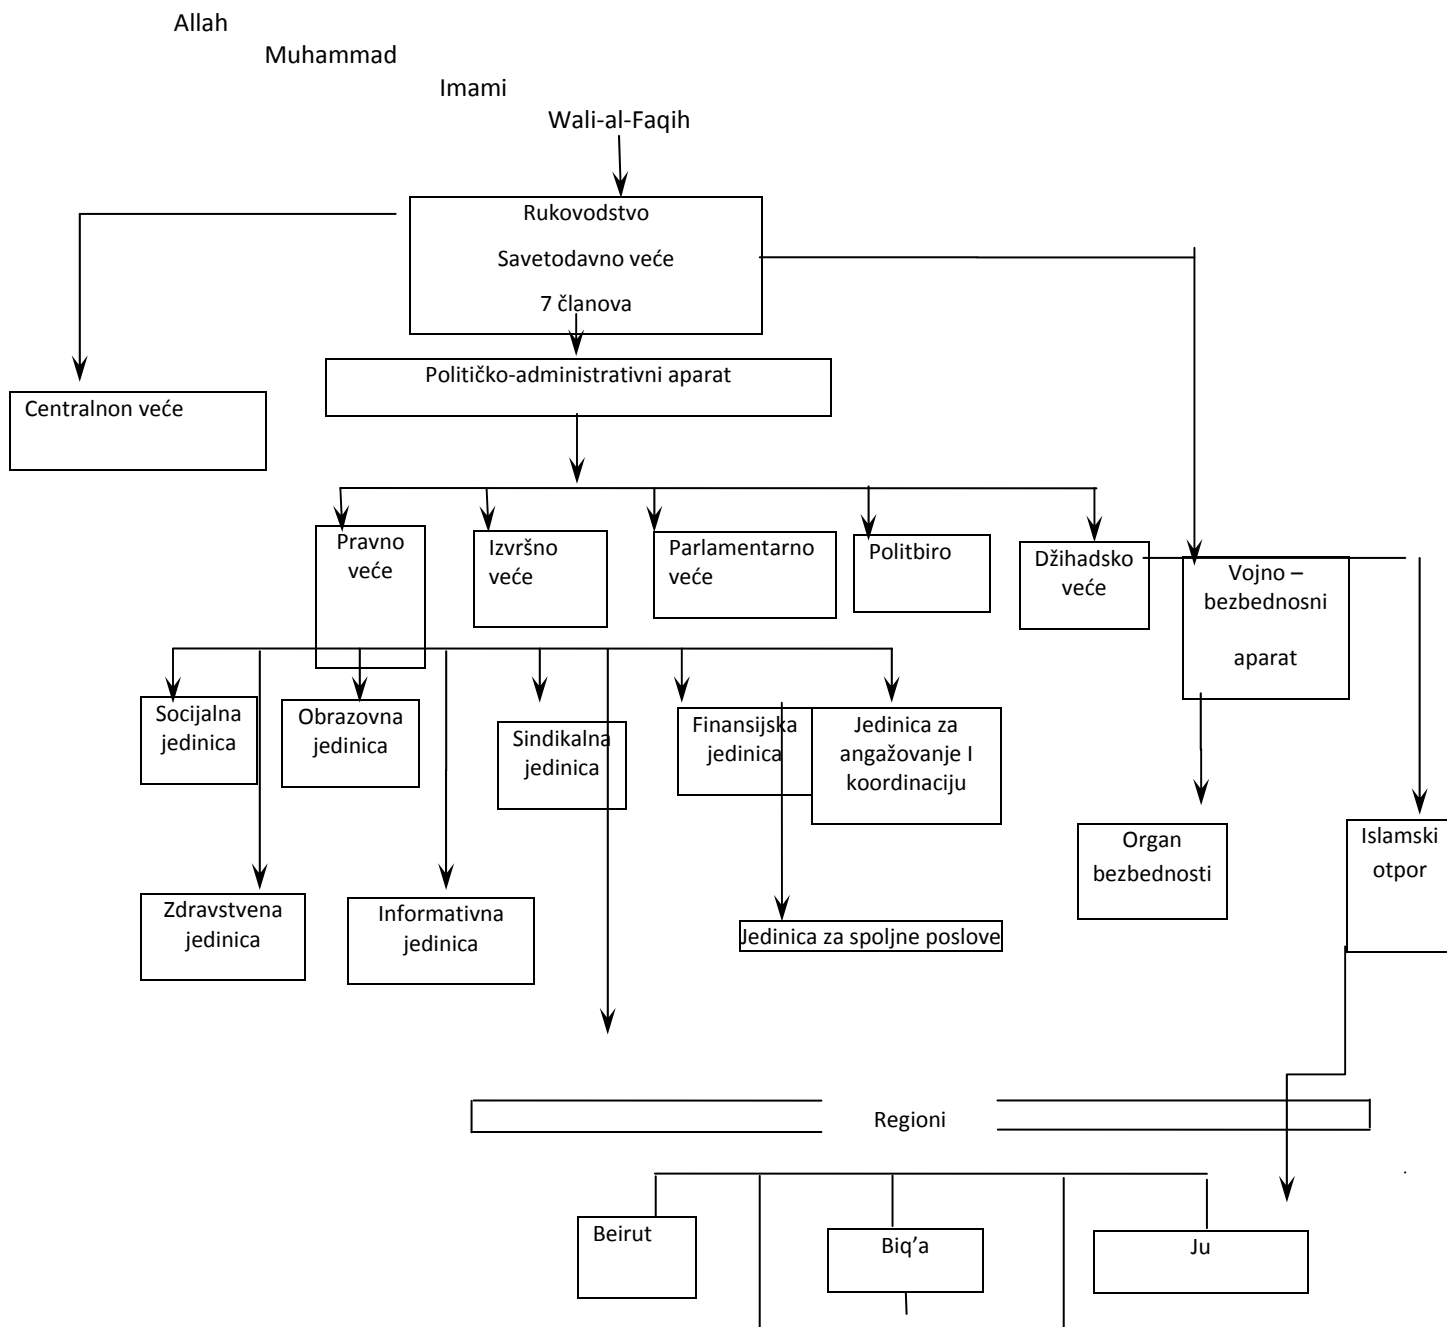 Allah
Muhammad
Imami
Wali-al-Faqih
Rukovodstvo
Savetodavno veće
7 članova
Političko-administrativni aparat
Centralnon veće
Pravno
veće
Izvršno
veće
Parlamentarno
veće
Politbiro
Džihadsko
veće
Vojno –
bezbednosni
aparat
Socijalna
jedinica
Obrazovna
jedinica
Sindikalna
jedinica
Finansijska
jedinica
Jedinica za
angažovanje I
koordinaciju
Organ
bezbednosti
Islamski
otpor
Zdravstvena
jedinica
Informativna
jedinica
Jedinica za spoljne poslove
Regioni
Beirut
Biq’a
Ju